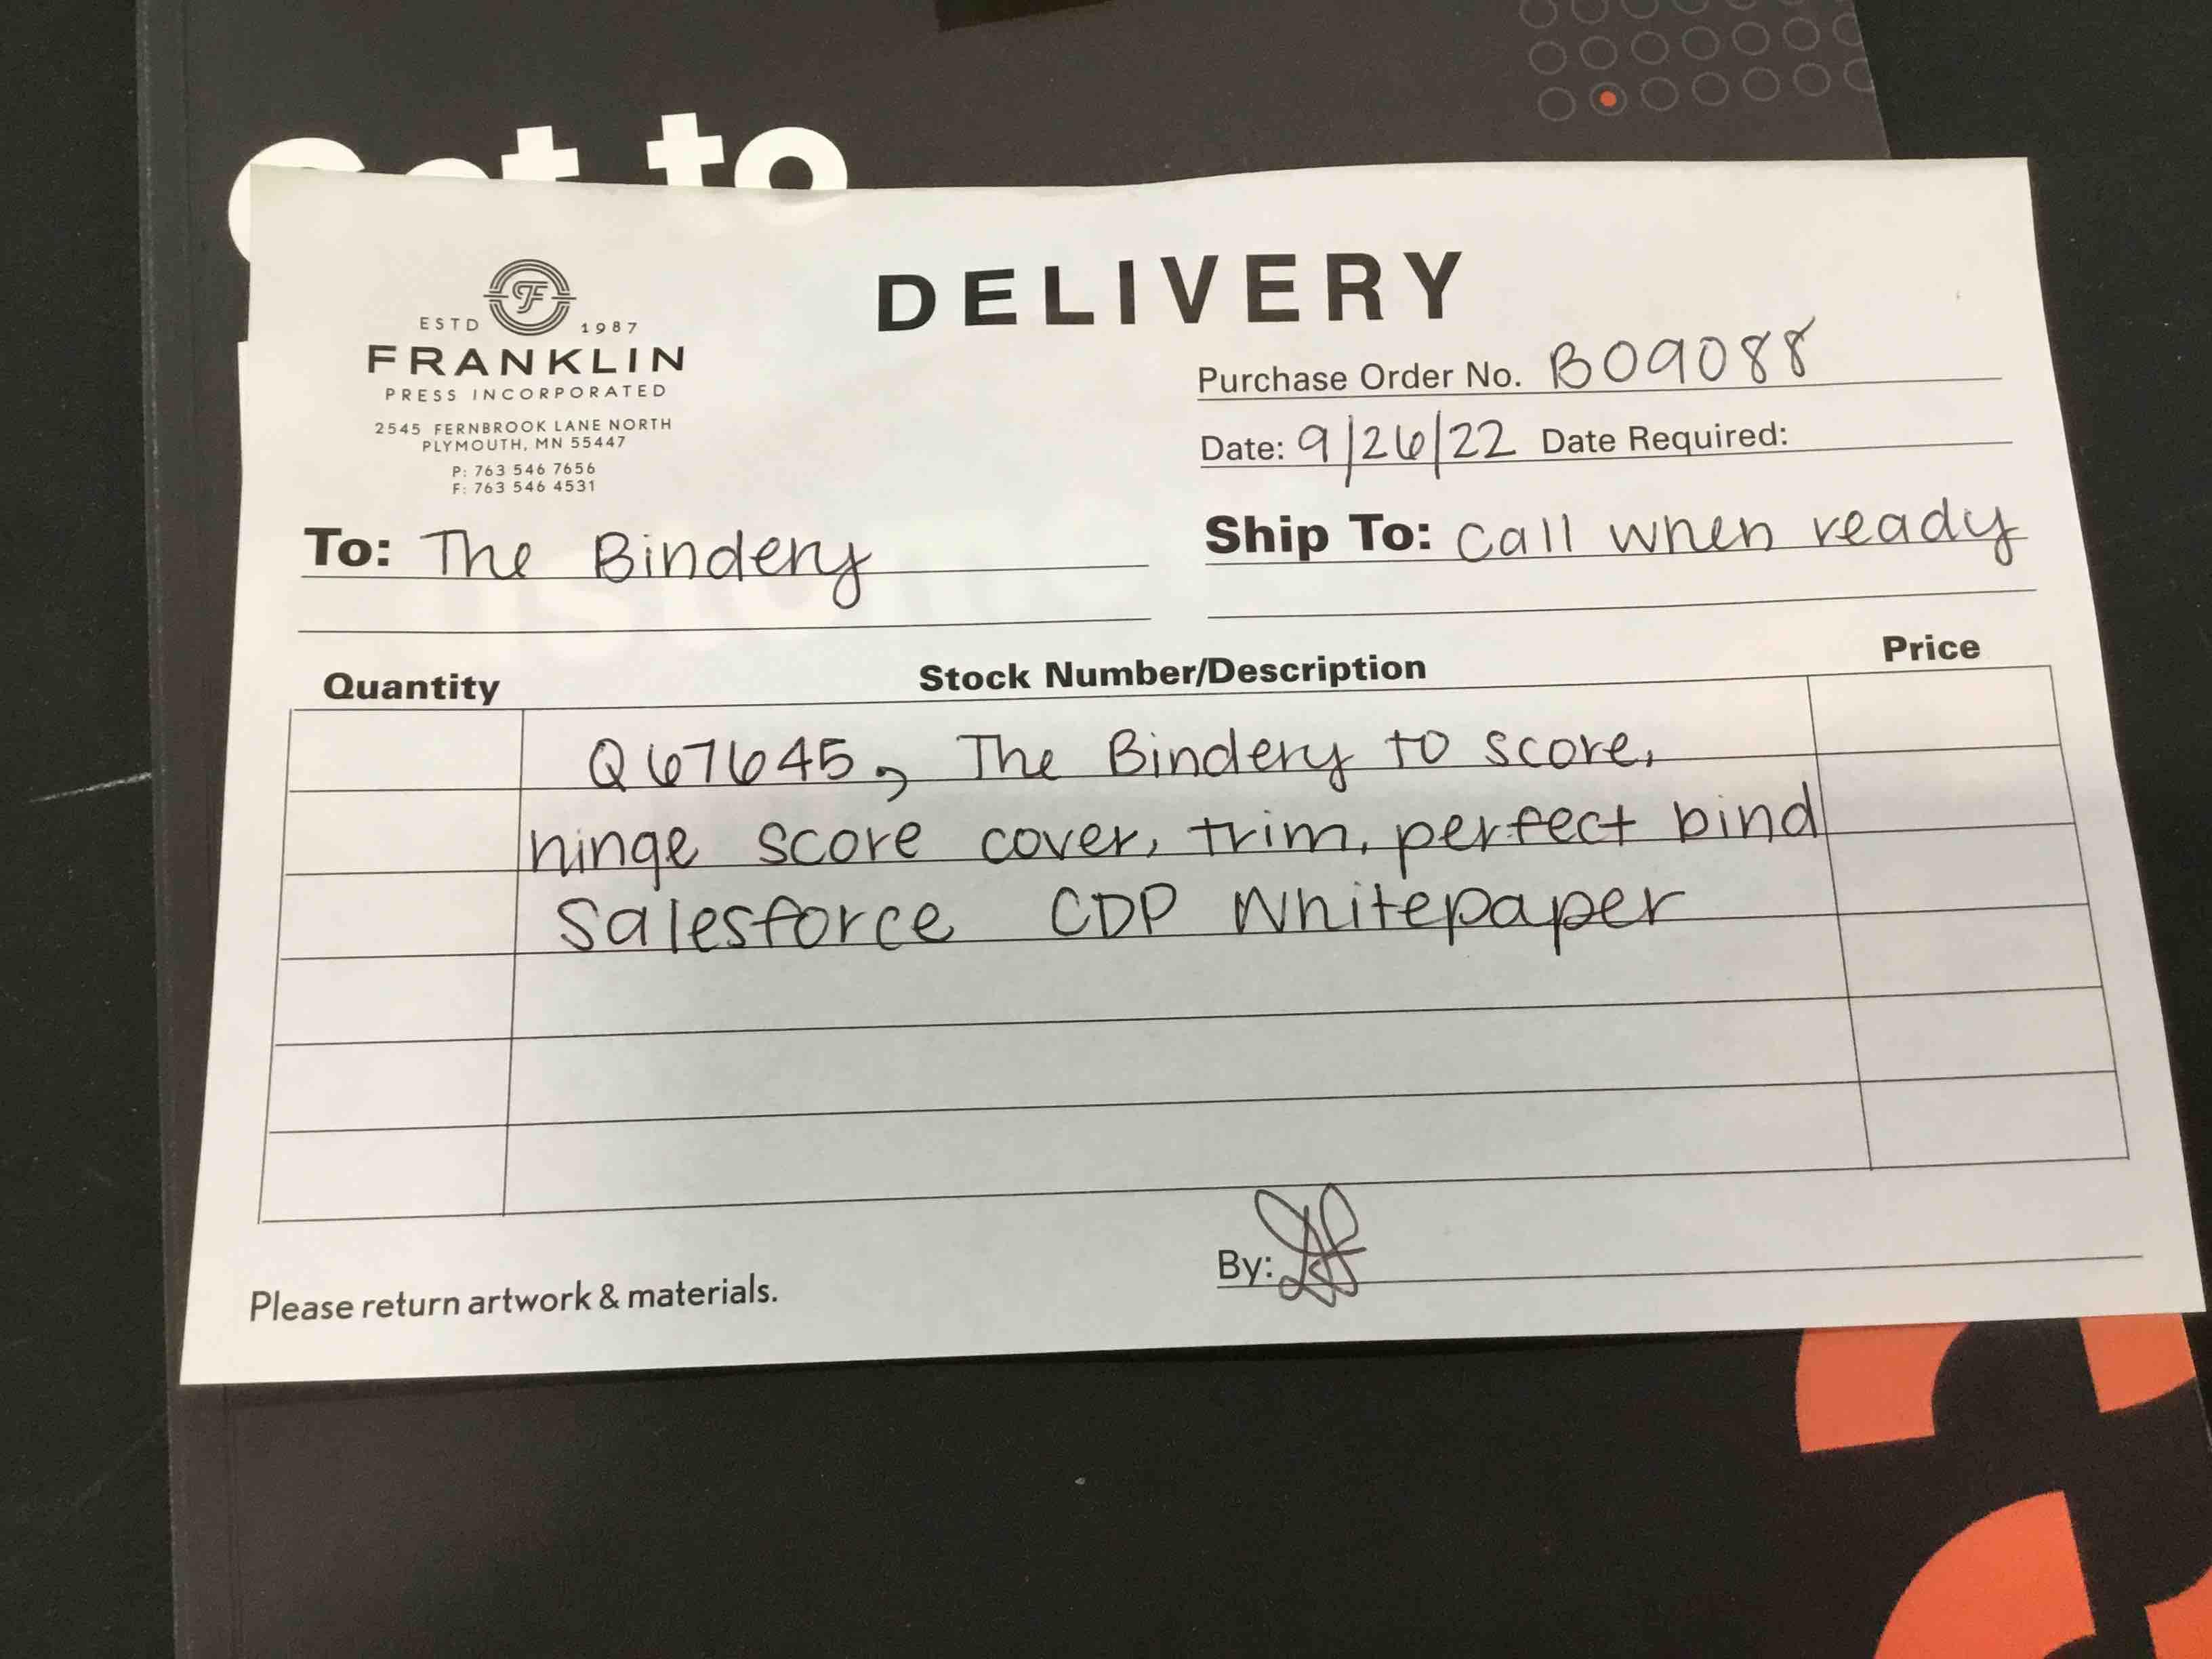 Get to
DELIVERY
ESTD 1987
FRANKLIN
PRESS INCORPORATED
2545 FERNBROOK LANE NORTH
PLYMOUTH, MN 55447
P: 763 546 7656
F: 763 546 4531
Purchase Order No. B09088
Date: 9/26/22 Date Required:
To: The Bindery
Ship To: call when ready
Quantity Stock Number/Description Price
Q67645, The Bindery to score,
hinge score cover, trim, perfect bind
Salesforce CDP Whitepaper
Please return artwork & materials.
By: